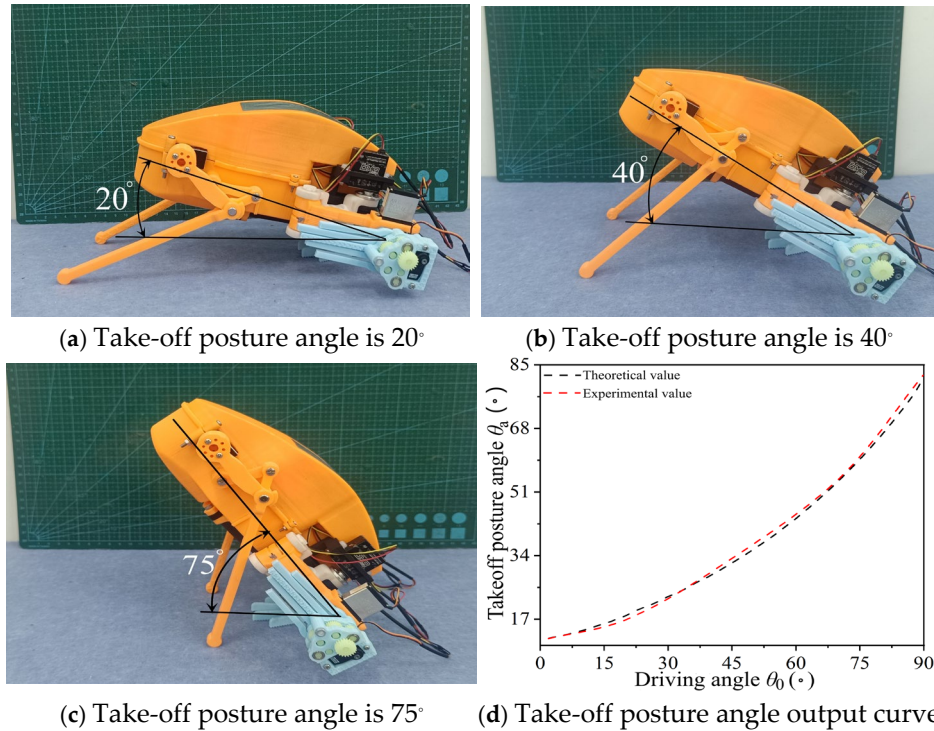 20°
40°
(a) Take-off posture angle is 20°
(b) Take-off posture angle is 40°
75°
85
68
51
34
17
Takeoff posture angle θa (°)
Theoretical value
Experimental value
0
15
30
45
60
75
90
Driving angle θ0 (°)
(c) Take-off posture angle is 75°
(d) Take-off posture angle output curve